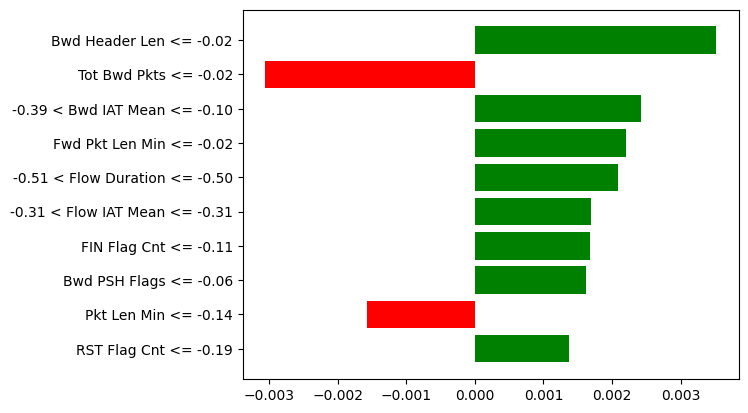 Bwd Header Len <= -0.02
Tot Bwd Pkts <= -0.02
-0.39 < Bwd IAT Mean <= -0.10
Fwd Pkt Len Min <= -0.02
-0.51 < Flow Duration <= -0.50
-0.31 < Flow IAT Mean <= -0.31
FIN Flag Cnt <= -0.11
Bwd PSH Flags <= -0.06
Pkt Len Min <= -0.14
RST Flag Cnt <= -0.19
−0.003 −0.002 −0.001 0.000 0.001 0.002 0.003